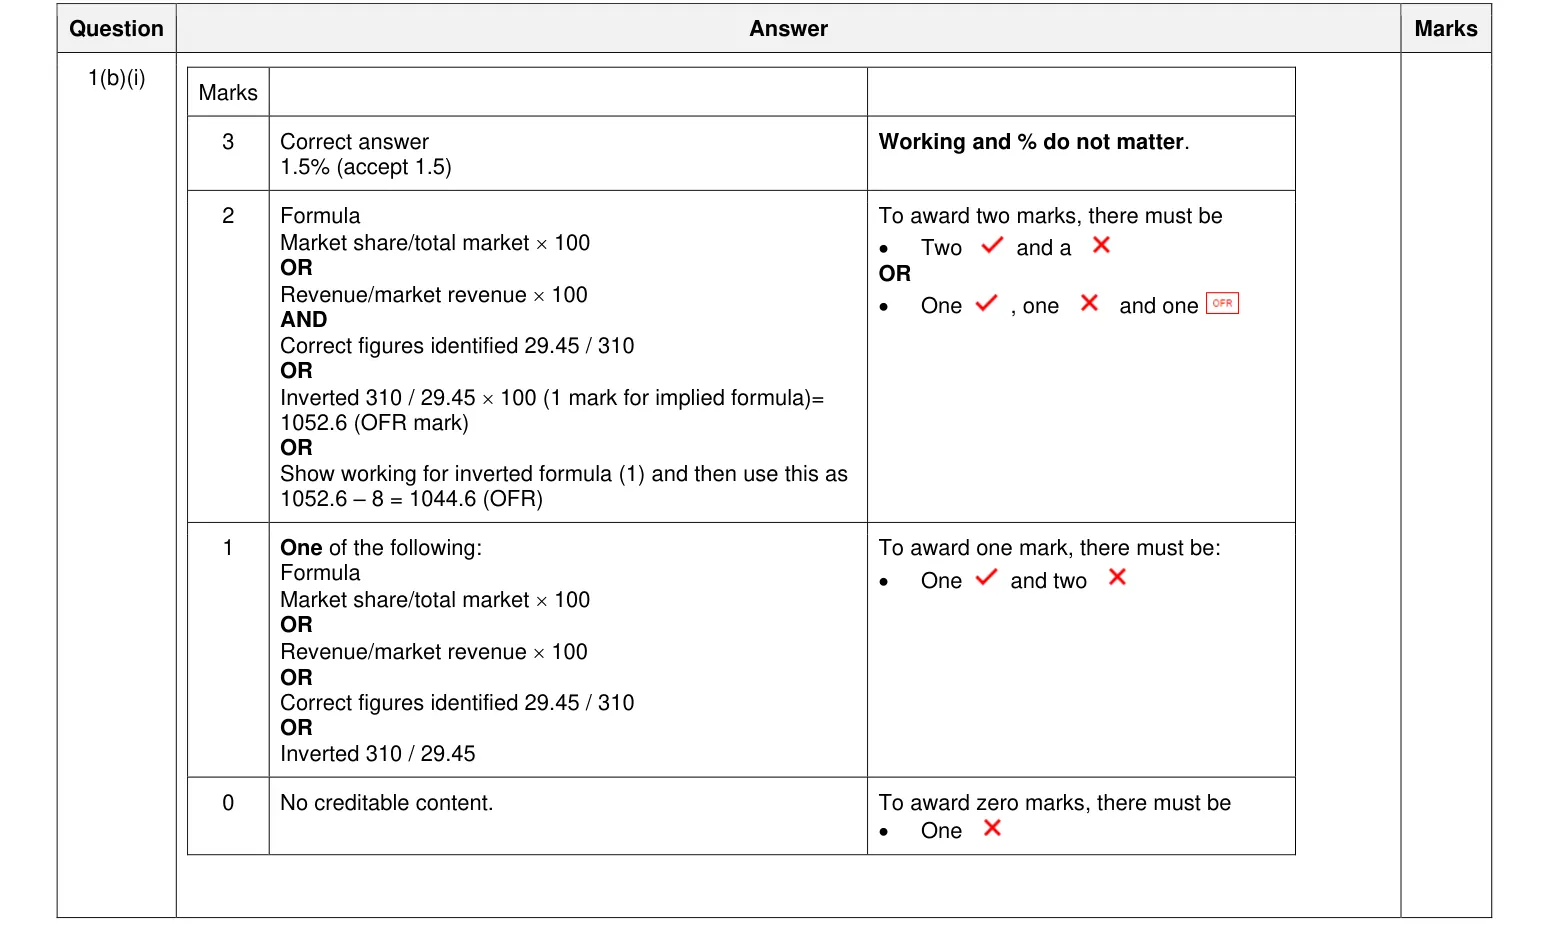 Question Answer Marks
1(b)(i)
Marks
3 Correct answer
1.5% (accept 1.5)
Working and % do not matter.
2 Formula
Market share/total market × 100
OR
Revenue/market revenue × 100
AND
Correct figures identified 29.45 / 310
OR
Inverted 310 / 29.45 × 100 (1 mark for implied formula)=
1052.6 (OFR mark)
OR
Show working for inverted formula (1) and then use this as
1052.6 – 8 = 1044.6 (OFR)
To award two marks, there must be
• Two ✓ and a ✗
OR
• One ✓ , one ✗ and one OFR
1 One of the following:
Formula
Market share/total market × 100
OR
Revenue/market revenue × 100
OR
Correct figures identified 29.45 / 310
OR
Inverted 310 / 29.45
To award one mark, there must be:
• One ✓ and two ✗
0 No creditable content.
To award zero marks, there must be
• One ✗